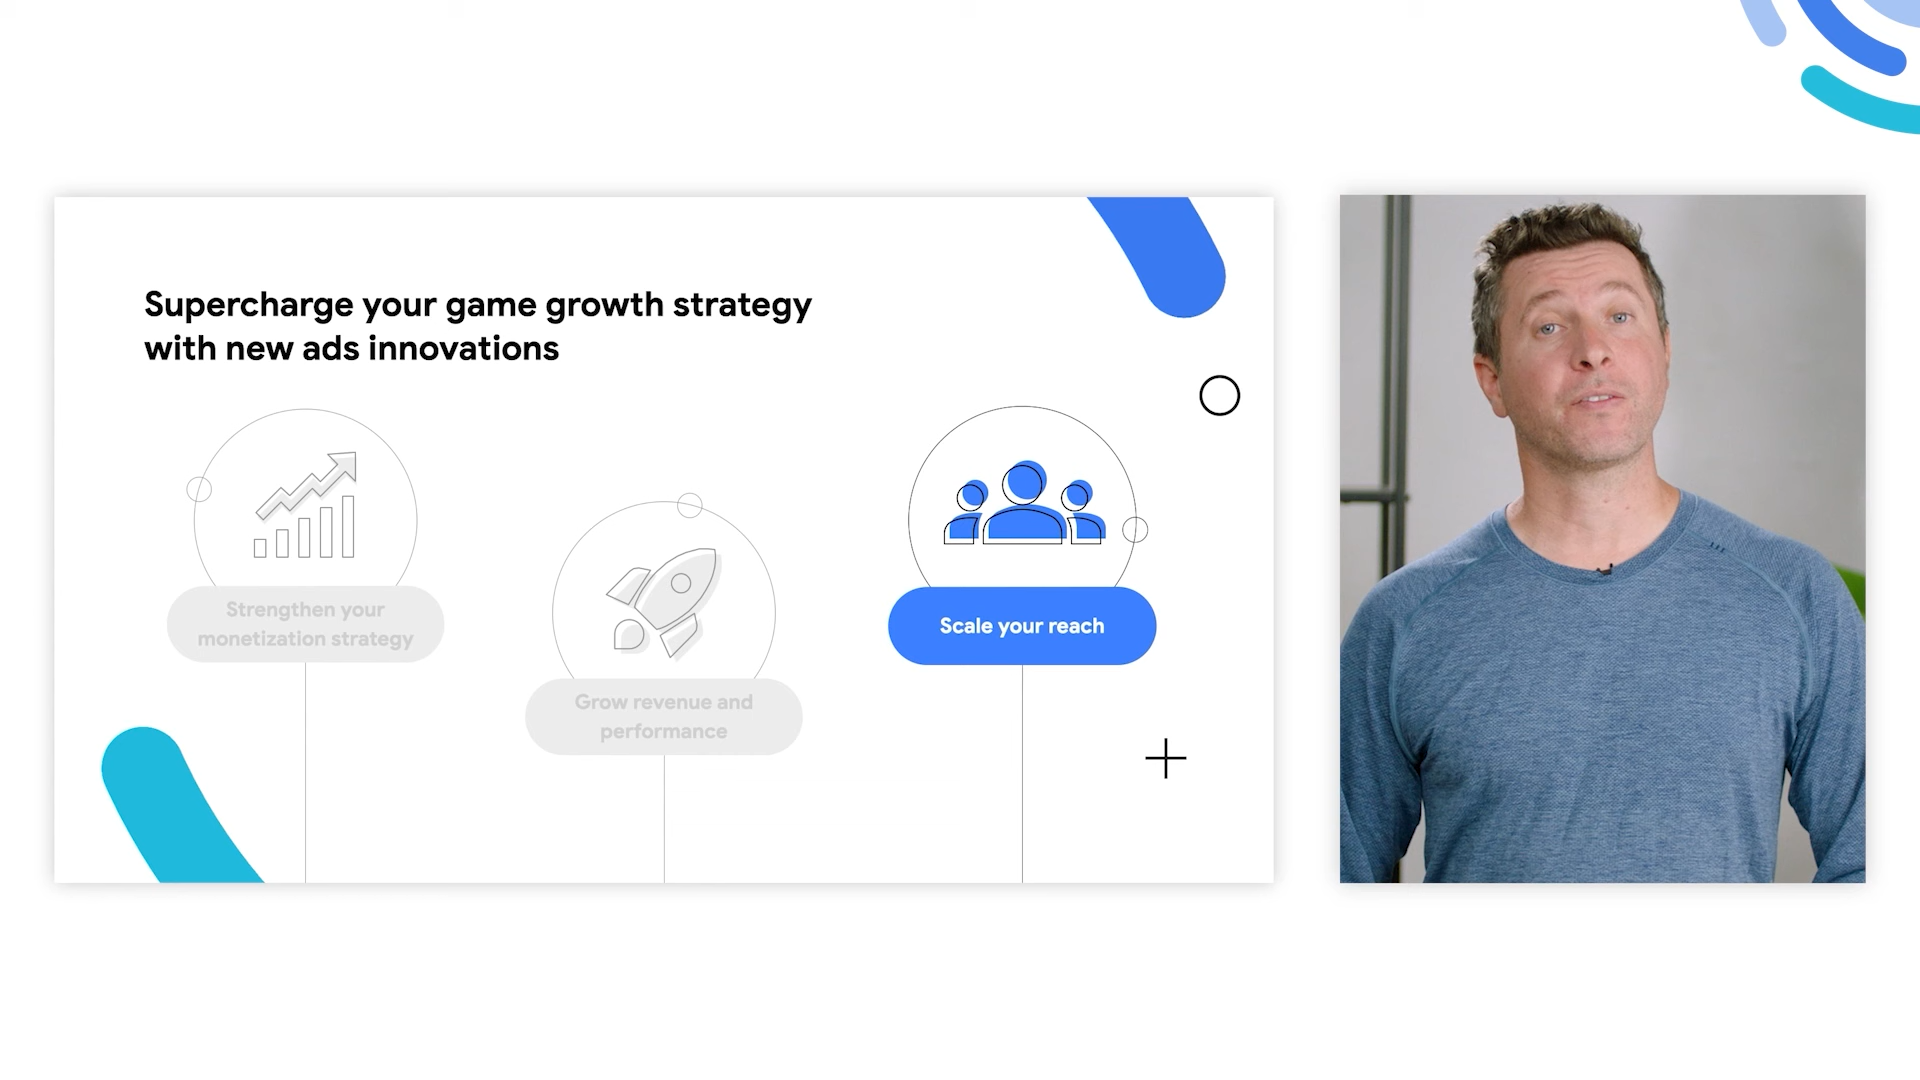 Supercharge your game growth strategy
with new ads innovations
Strengthen your
monetization strategy
Grow revenue and
performance
Scale your reach